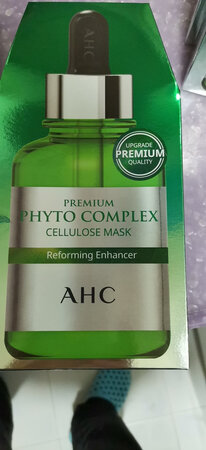 AHC
UPGRADE
PREMIUM
QUALITY
PREMIUM
PHYTO COMPLEX
CELLULOSE MASK
Reforming Enhancer
AHC